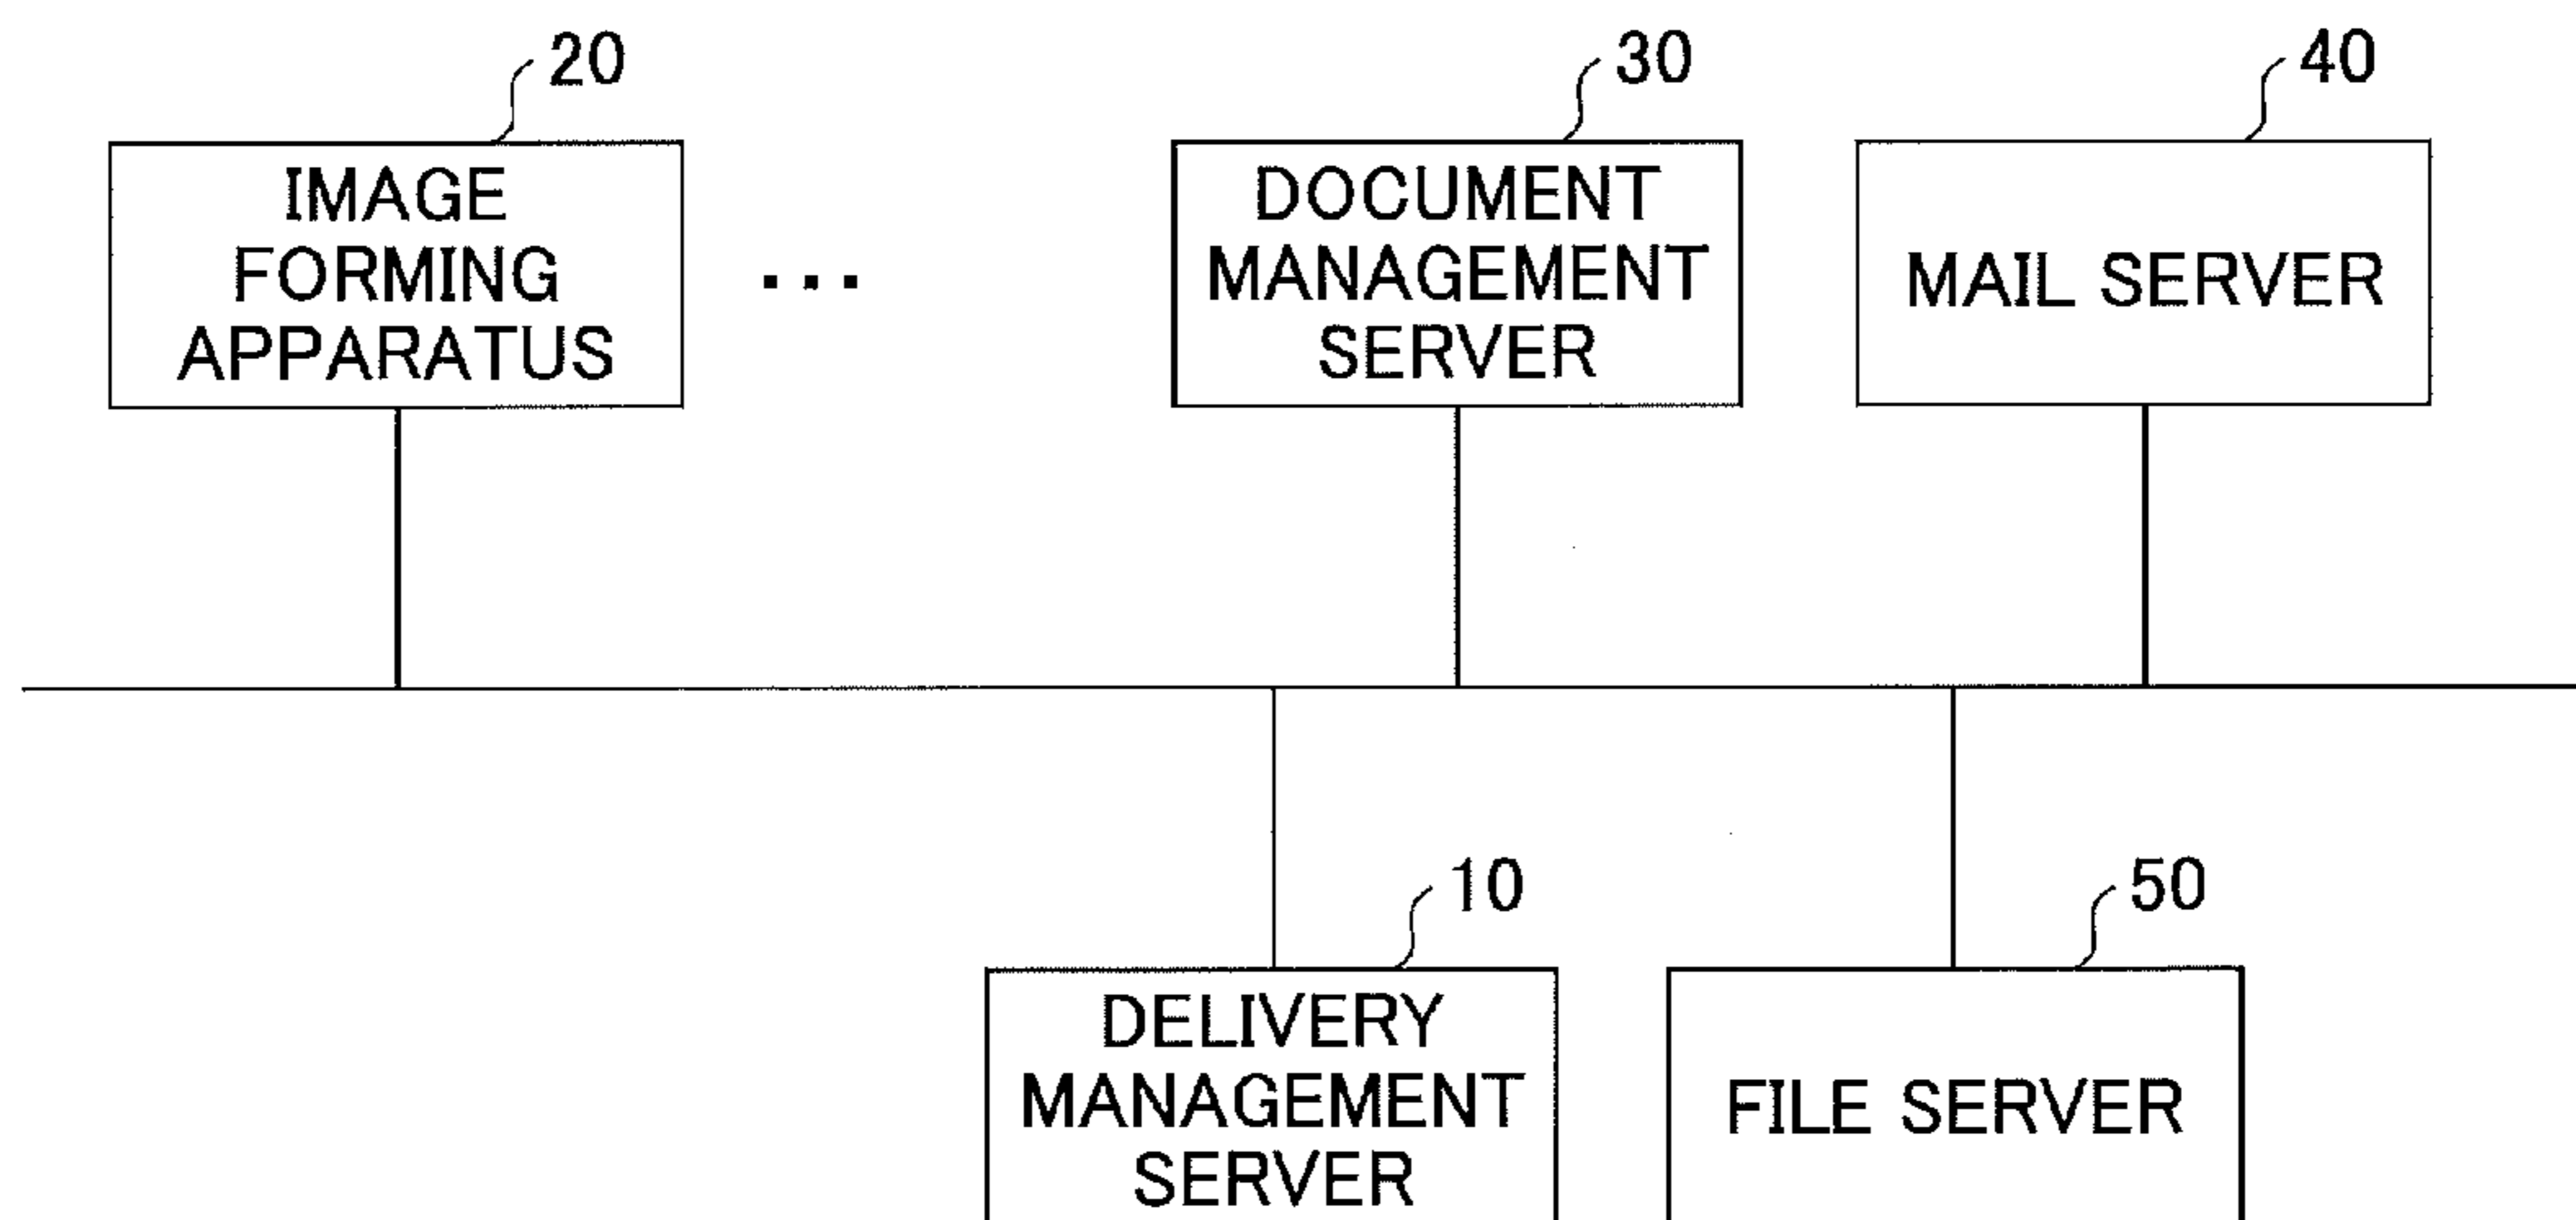 20
IMAGE
FORMING
APPARATUS
...
30
DOCUMENT
MANAGEMENT
SERVER
40
MAIL SERVER
10
DELIVERY
MANAGEMENT
SERVER
50
FILE SERVER